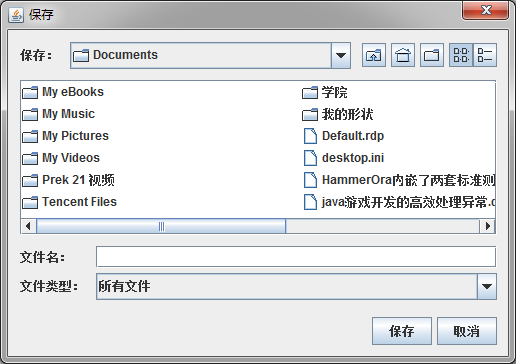 保存
保存： Documents
My eBooks
My Music
My Pictures
My Videos
Prek 21 视频
Tencent Files
学院
我的形状
Default.rdp
desktop.ini
HammerOra内嵌了两套标准测
java游戏开发的高效处理异常.
文件名：
文件类型： 所有文件
保存 取消